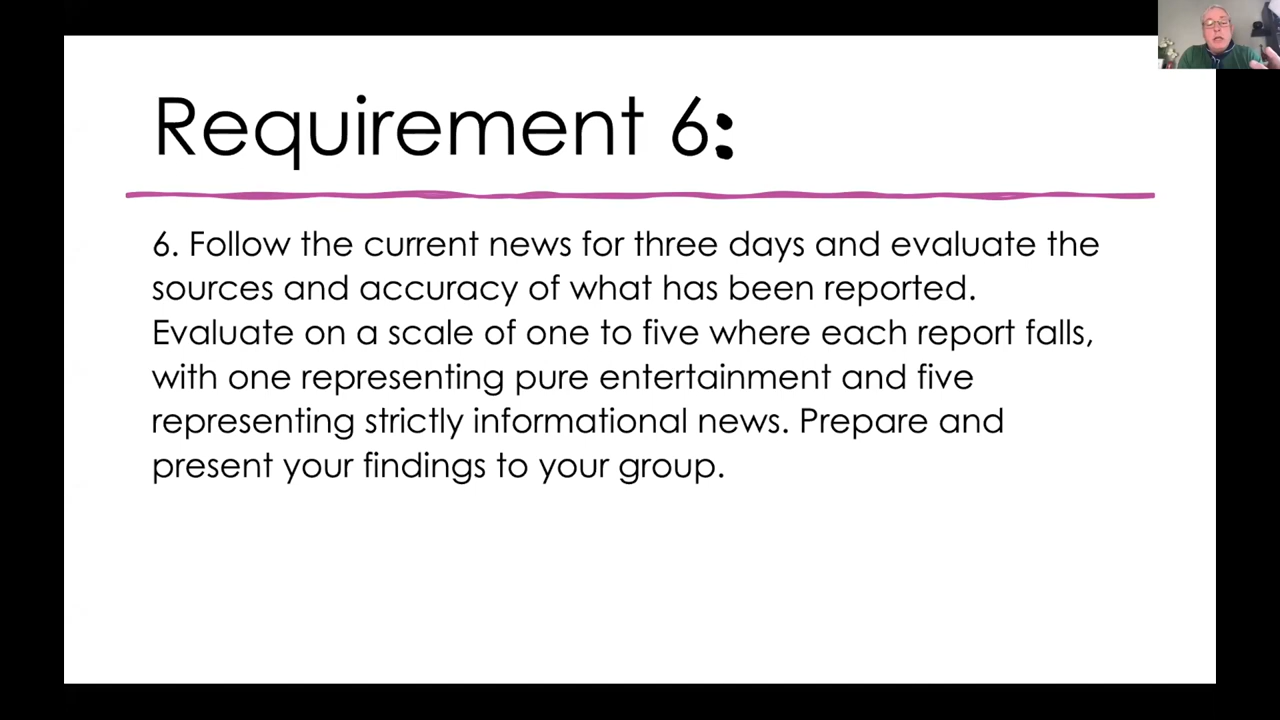 Requirement 6:
6. Follow the current news for three days and evaluate the
sources and accuracy of what has been reported.
Evaluate on a scale of one to five where each report falls,
with one representing pure entertainment and five
representing strictly informational news. Prepare and
present your findings to your group.